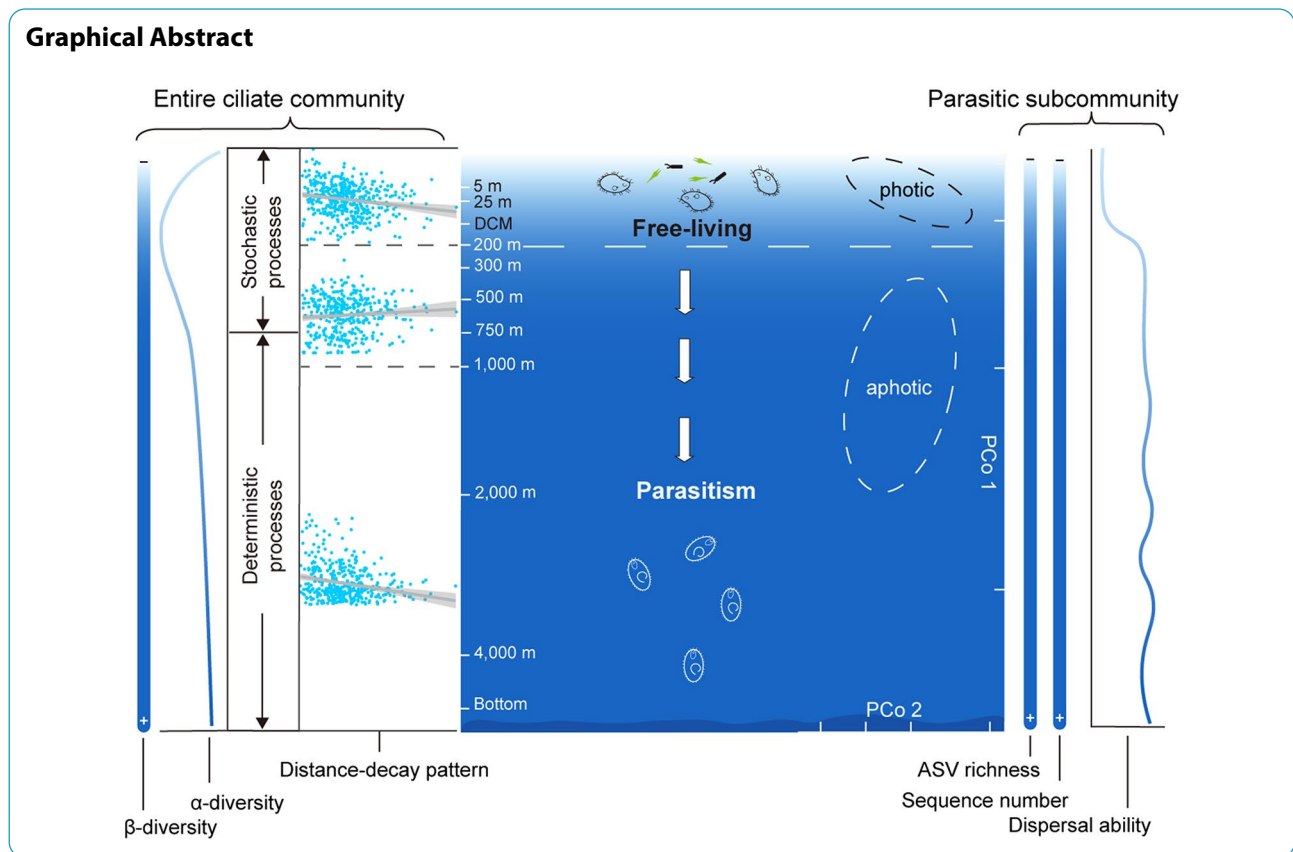 Graphical Abstract
Entire ciliate community
Parasitic subcommunity
Stochastic
processes
Deterministic
processes
5 m
25 m
DCM
200 m
300 m
500 m
750 m
1,000 m
2,000 m
4,000 m
Bottom
Free-living
Parasitism
photic
aphotic
PCo 1
PCo 2
-
+
-
+
-
+
Distance-decay pattern
α-diversity
β-diversity
ASV richness
Sequence number
Dispersal ability